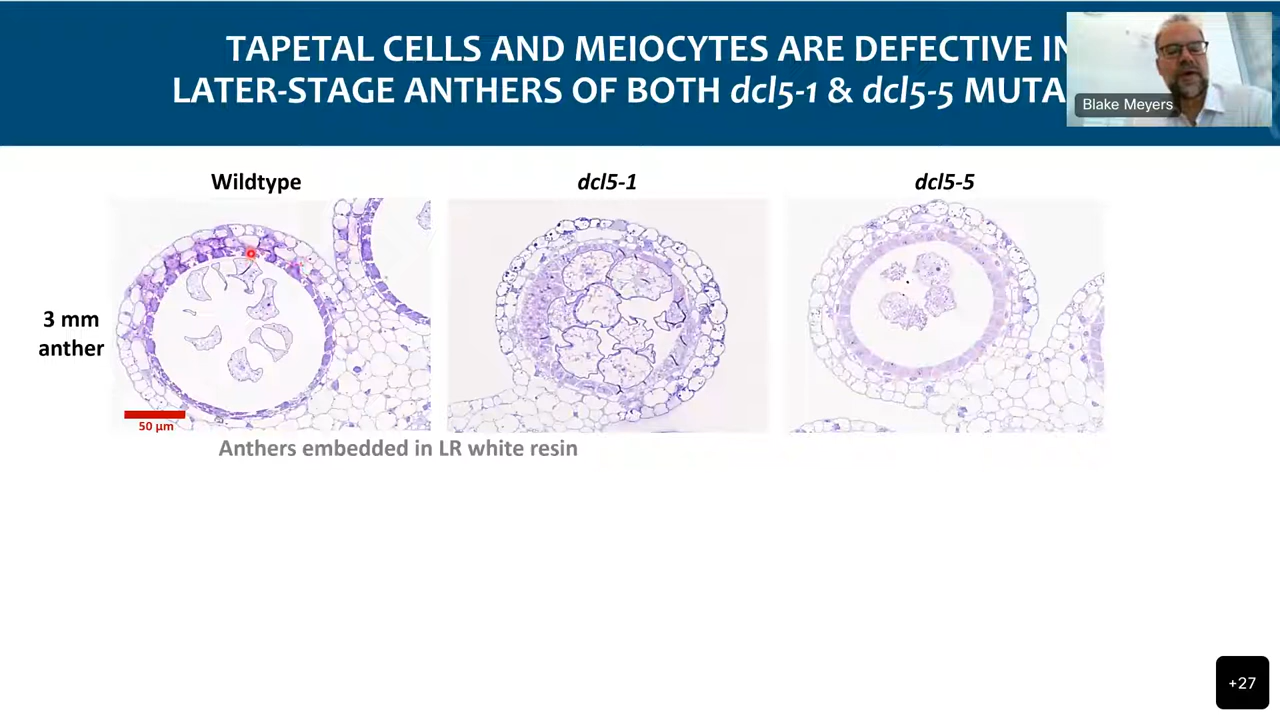 TAPETAL CELLS AND MEIOCYTES ARE DEFECTIVE IN
LATER-STAGE ANTHERS OF BOTH dcl5-1 & dcl5-5 MUTA
Blake Meyers
Wildtype
dcl5-1
dcl5-5
3 mm
anther
50 µm
Anthers embedded in LR white resin
+27